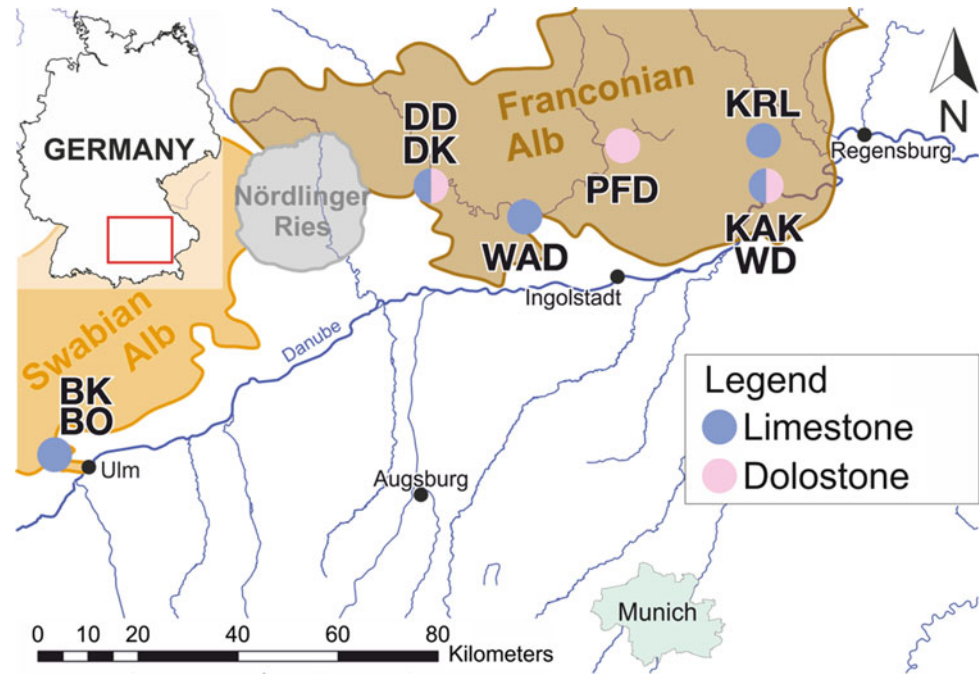 GERMANY
Franconian
Alb
Nördlinger
Ries
Swabian
Alb
DD
DK
WAD
PFD
KRL
KAK
WD
BK
BO
N
Regensburg
Ingolstadt
Danube
Ulm
Augsburg
Munich
Legend
Limestone
Dolostone
0 10 20 40 60 80
Kilometers